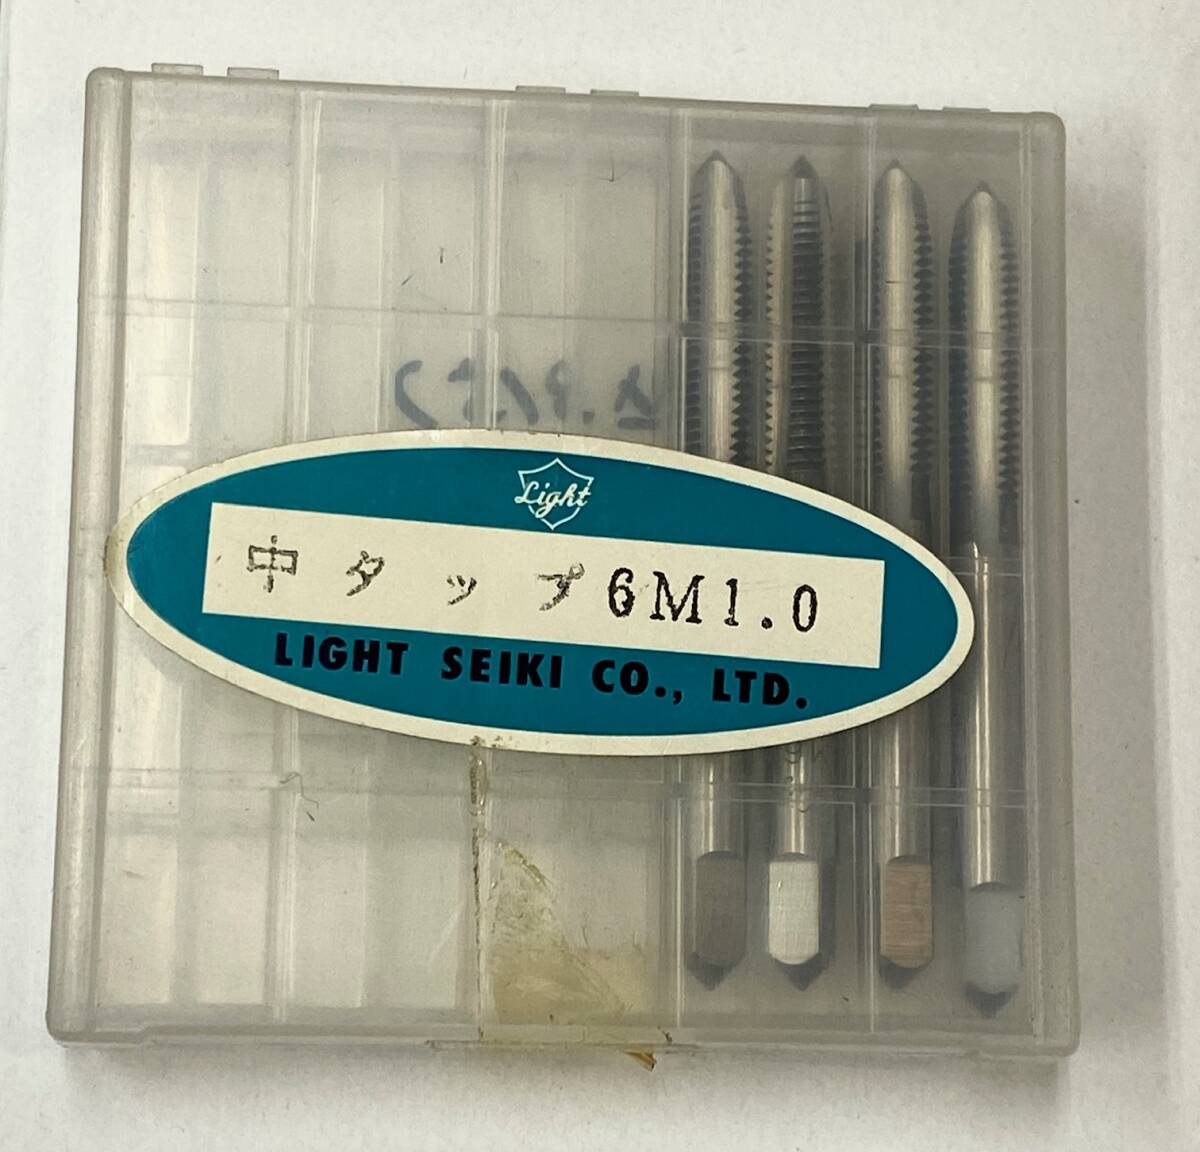 Light
中タップ6M1.0
LIGHT SEIKI CO., LTD.